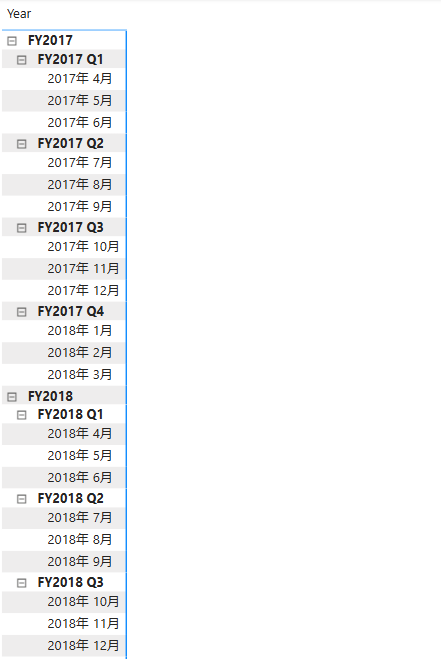 Year
FY2017
FY2017 Q1
2017年 4月
2017年 5月
2017年 6月
FY2017 Q2
2017年 7月
2017年 8月
2017年 9月
FY2017 Q3
2017年 10月
2017年 11月
2017年 12月
FY2017 Q4
2018年 1月
2018年 2月
2018年 3月
FY2018
FY2018 Q1
2018年 4月
2018年 5月
2018年 6月
FY2018 Q2
2018年 7月
2018年 8月
2018年 9月
FY2018 Q3
2018年 10月
2018年 11月
2018年 12月